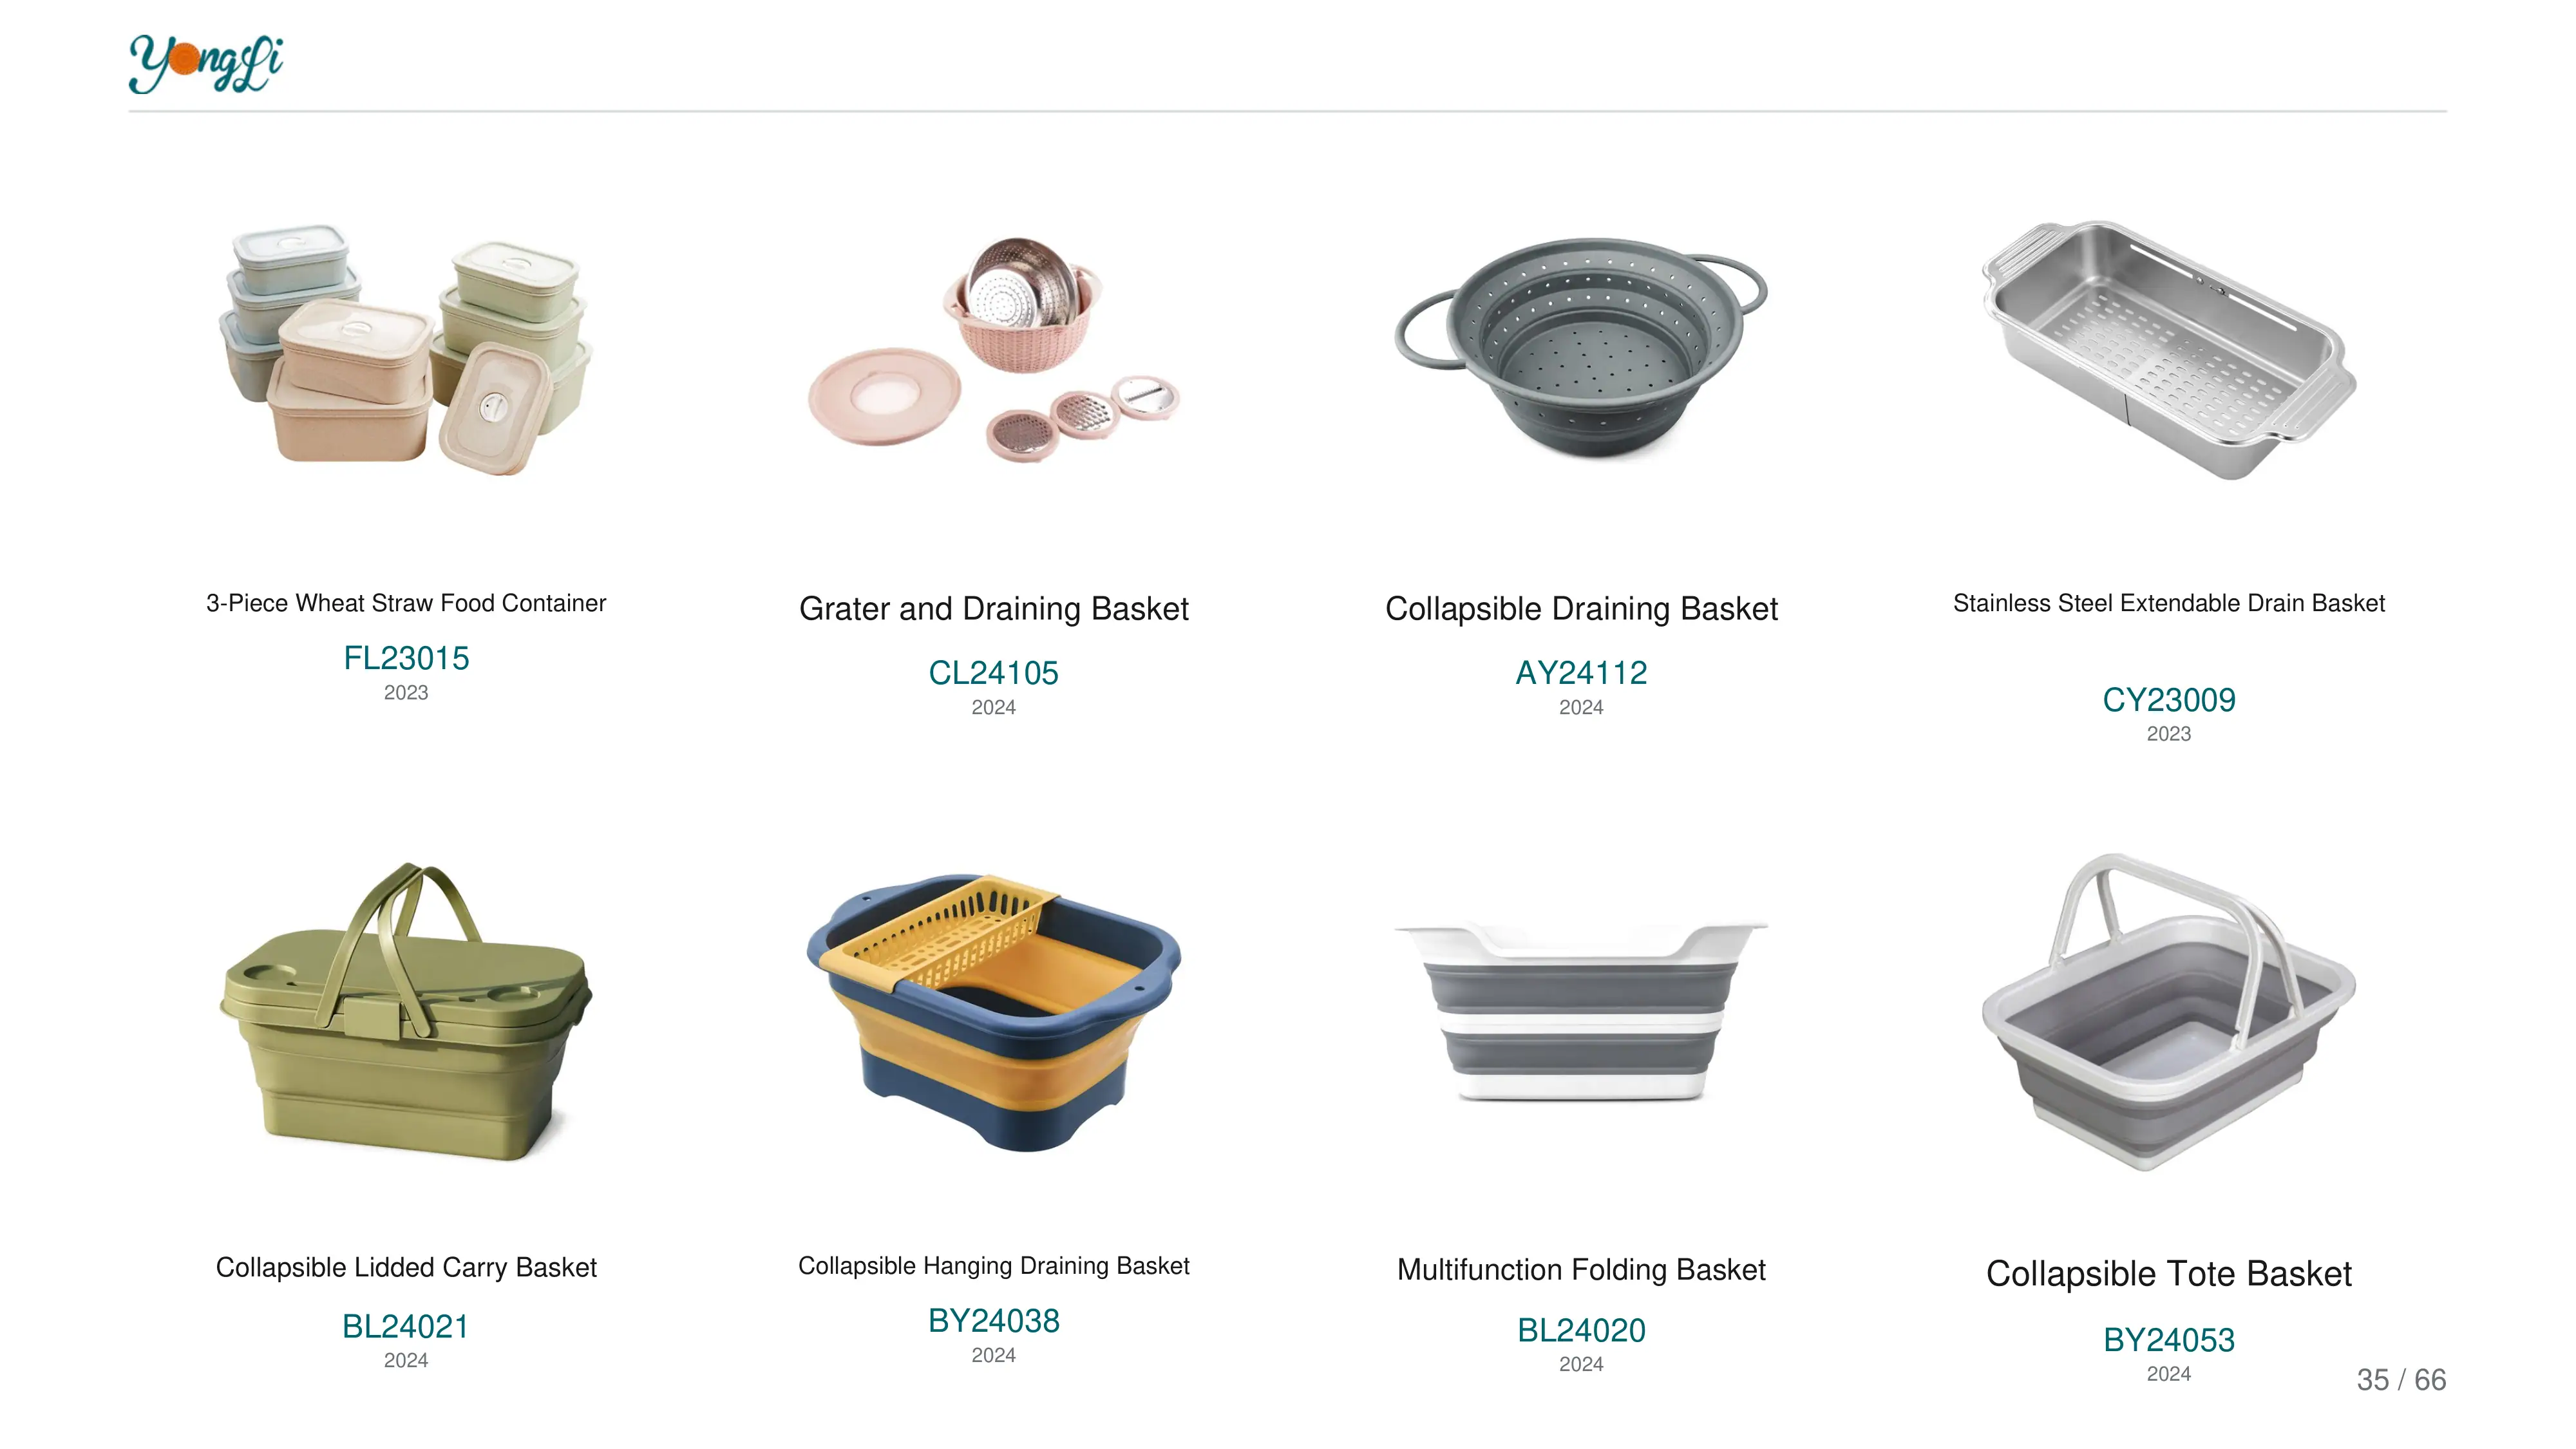 YongLi
3-Piece Wheat Straw Food Container
FL23015
2023
Grater and Draining Basket
CL24105
2024
Collapsible Draining Basket
AY24112
2024
Stainless Steel Extendable Drain Basket
CY23009
2023
Collapsible Lidded Carry Basket
BL24021
2024
Collapsible Hanging Draining Basket
BY24038
2024
Multifunction Folding Basket
BL24020
2024
Collapsible Tote Basket
BY24053
2024
35 / 66